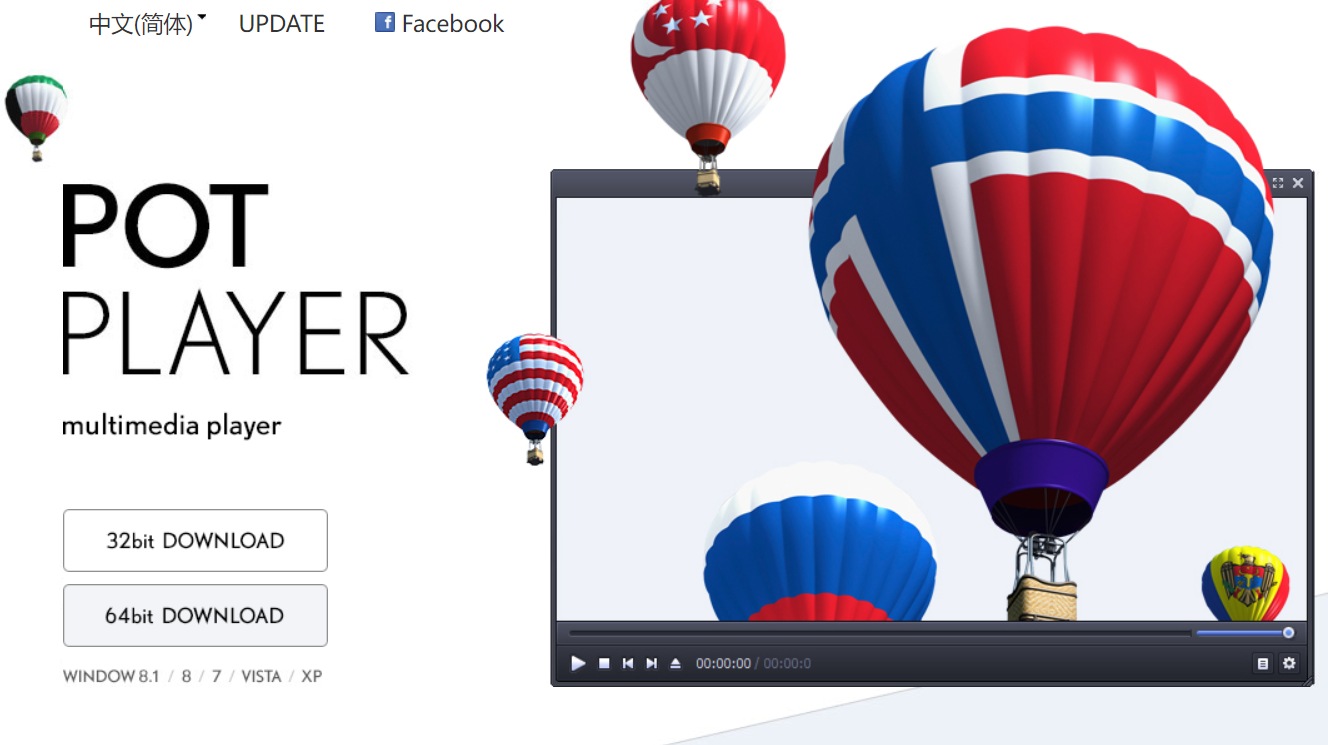 中文(简体) UPDATE Facebook
POT
PLAYER
multimedia player
32bit DOWNLOAD
64bit DOWNLOAD
WINDOW 8.1 / 8 / 7 / VISTA / XP
00:00:00 / 00:00:0